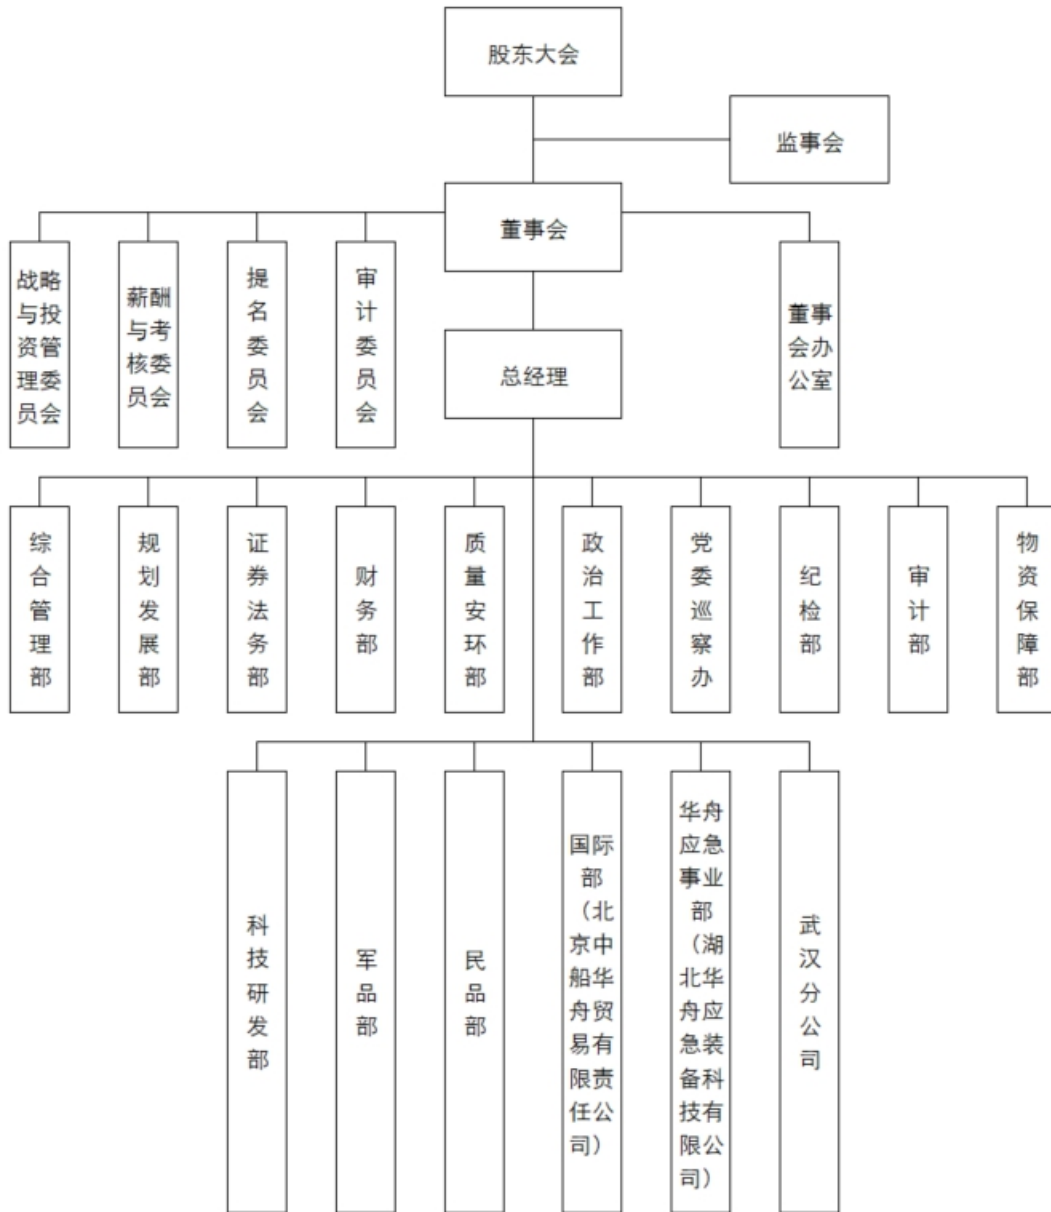 股东大会
监事会
董事会
战略
与投
资管
理委
员会
薪酬
与考
核委
员会
提名委员会
审计委员会
董事
会办
公室
总经理
综合管理部
规划发展部
证券法务部
财务部
质量安环部
政治工作部
党委巡察办
纪检部
审计部
物资保障部
科技研发部
军品部
民品部
国际
部
（北
京中
船华
舟贸
易有
限责
任公
司）
华舟
应急
事业
部
（湖
北华
舟应
急装
备科
技有
限公
司）
武汉分公司